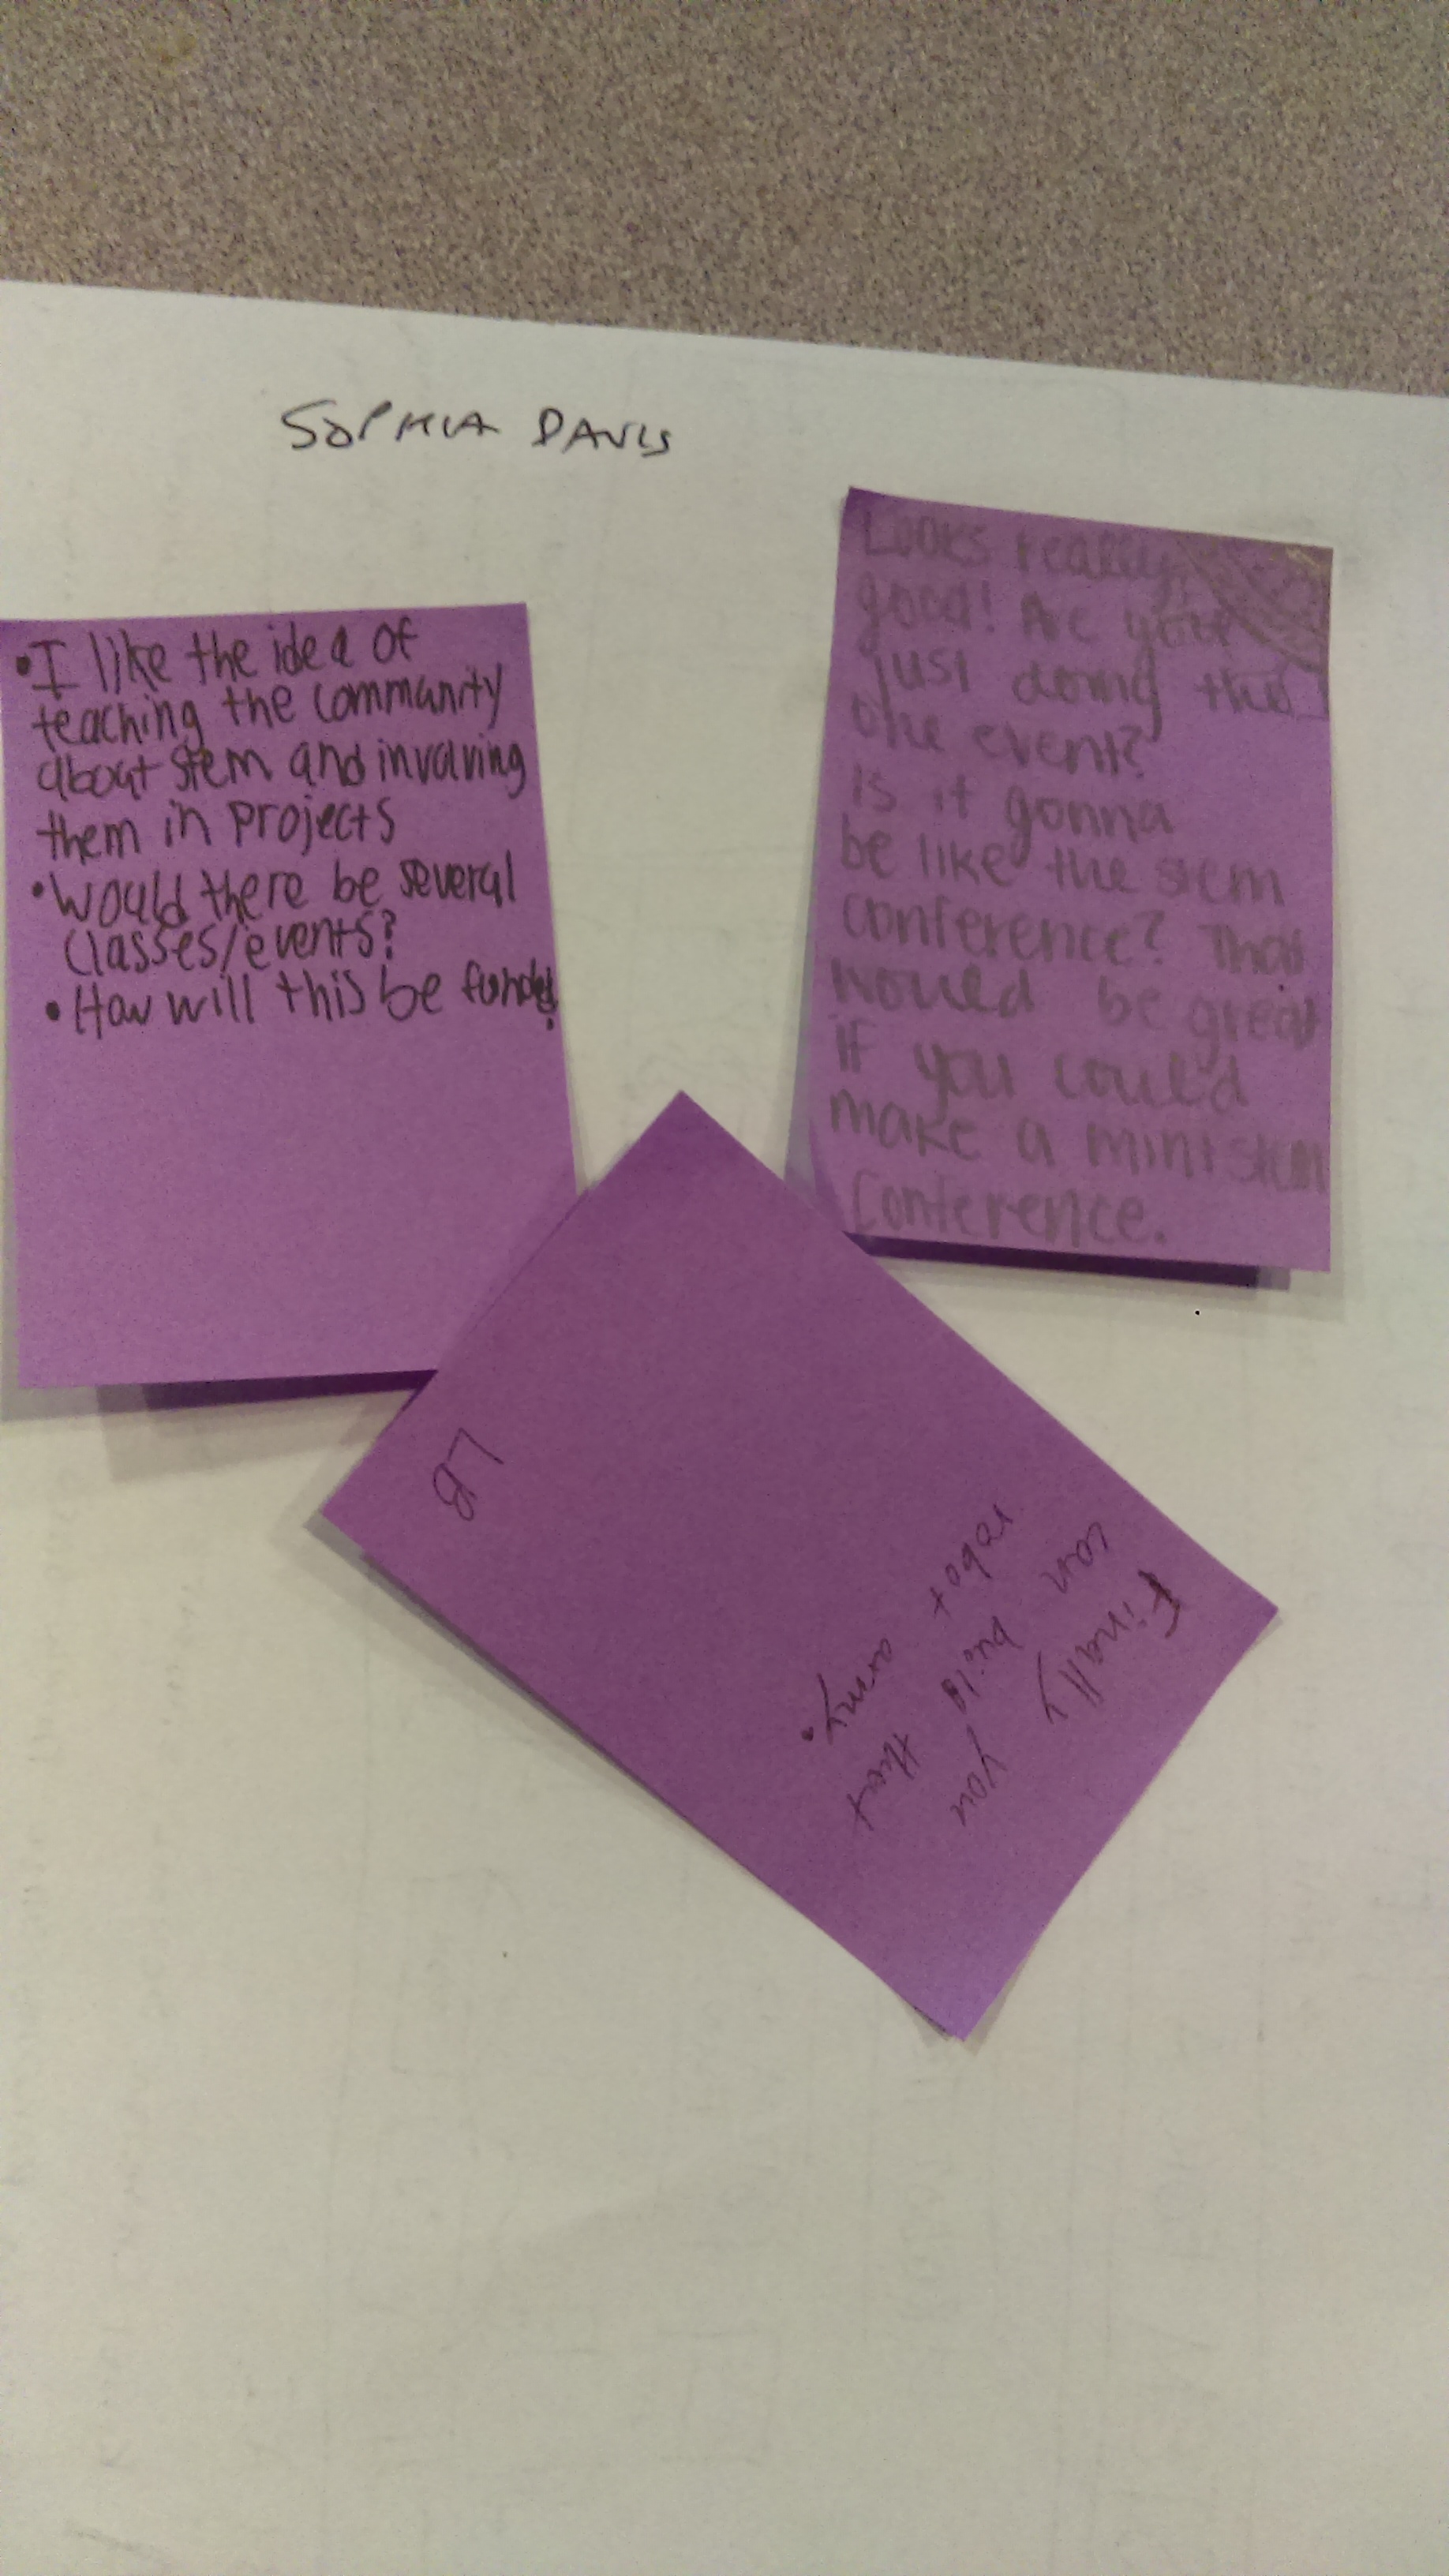 SOPHIA DAVIS
• I like the idea of
teaching the community
about stem and involving
them in projects
• Would there be several
classes/events?
• How will this be funded?
Looks really
good! Are you
just doing the
one event?
Is it gonna
be like the stem
conference? That
would be great
if you could
make a mini stem
conference.
Finally you
can build that
robot army.
LB